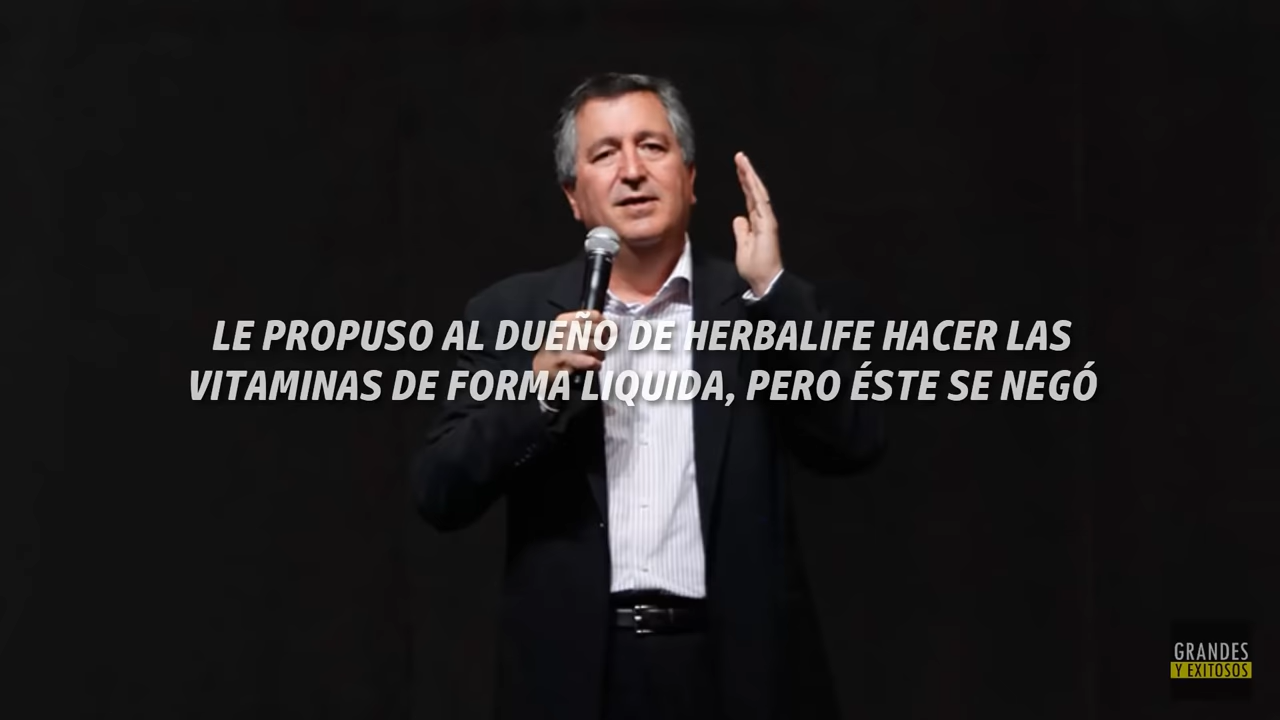 LE PROPUSO AL DUEÑO DE HERBALIFE HACER LAS
VITAMINAS DE FORMA LIQUIDA, PERO ÉSTE SE NEGÓ
GRANDES
Y EXITOSOS